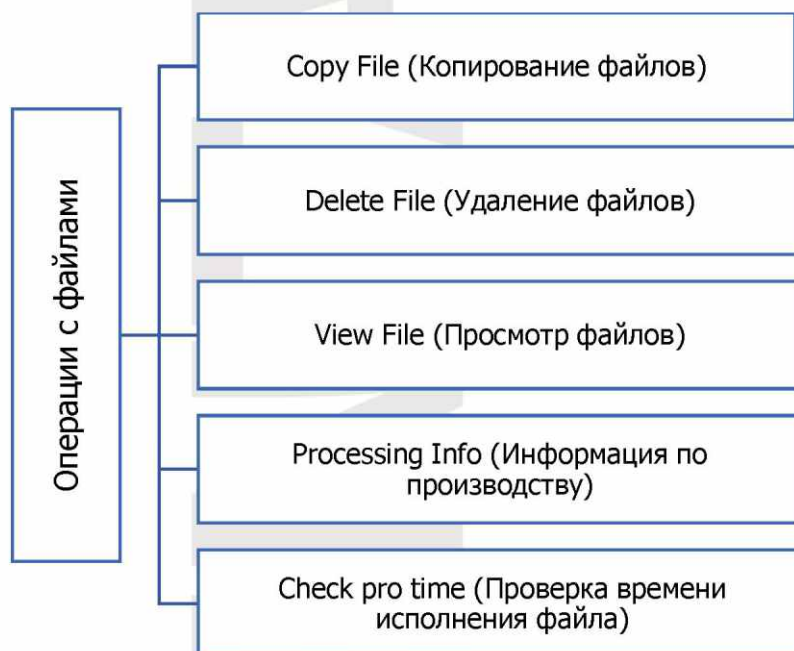 Операции с файлами
Copy File (Копирование файлов)
Delete File (Удаление файлов)
View File (Просмотр файлов)
Processing Info (Информация по
производству)
Check pro time (Проверка времени
исполнения файла)